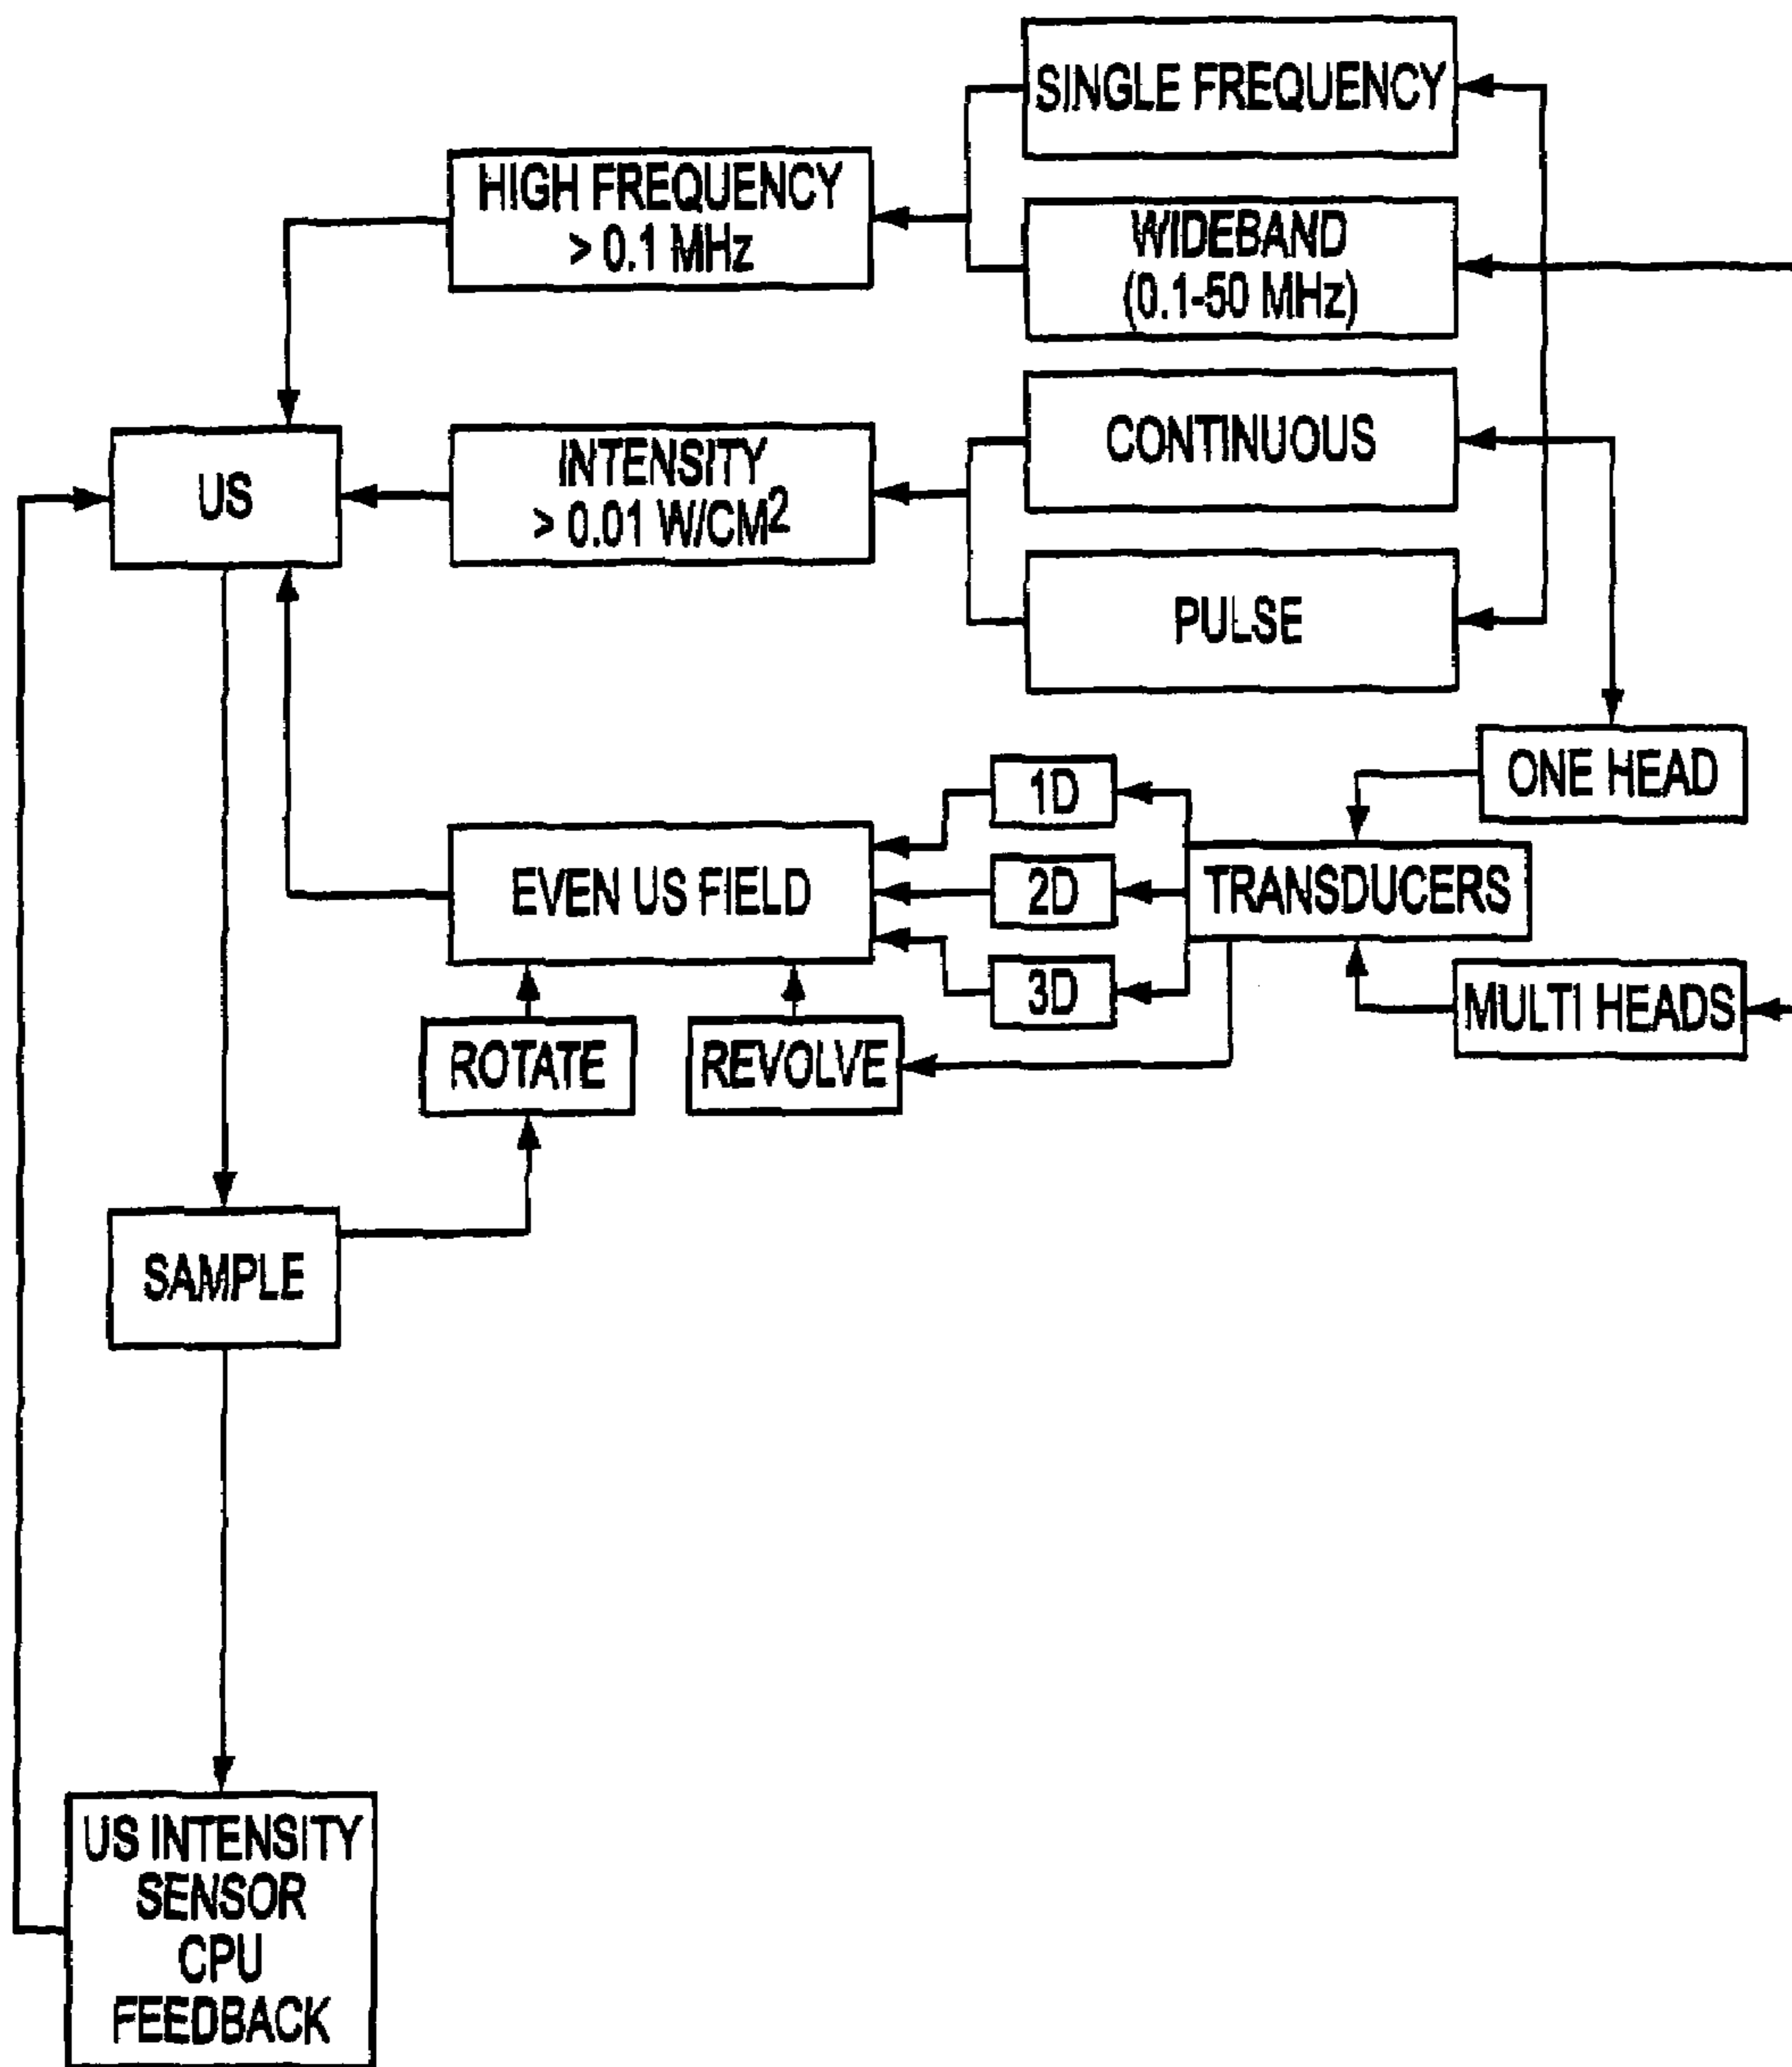 SINGLE FREQUENCY
HIGH FREQUENCY
> 0.1 MHz
WIDEBAND
(0.1-50 MHz)
CONTINUOUS
US
INTENSITY
> 0.01 W/CM²
PULSE
ONE HEAD
1D
EVEN US FIELD
2D
TRANSDUCERS
3D
MULTI HEADS
ROTATE
REVOLVE
SAMPLE
US INTENSITY
SENSOR
CPU
FEEDBACK